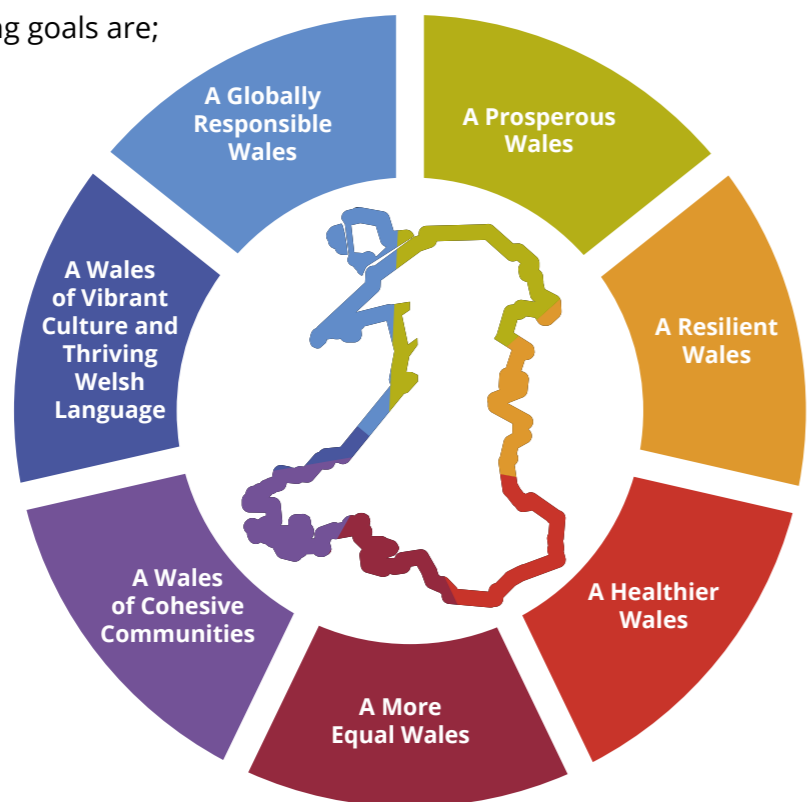 g goals are;
A Globally
Responsible
Wales
A Prosperous
Wales
A Wales
of Vibrant
Culture and
Thriving
Welsh
Language
A Resilient
Wales
A Wales
of Cohesive
Communities
A Healthier
Wales
A More
Equal Wales